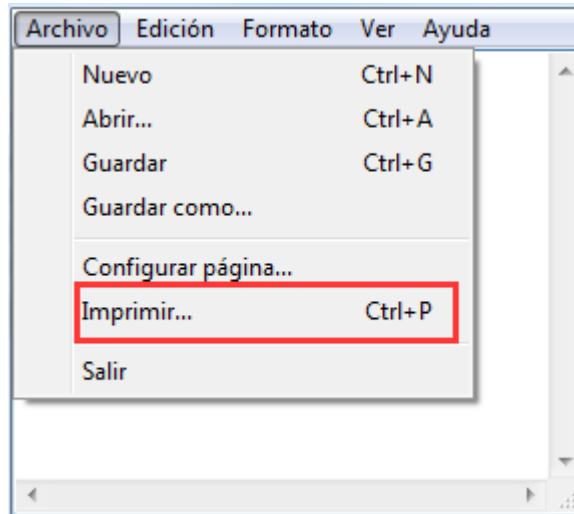 Archivo Edición Formato Ver Ayuda
Nuevo Ctrl+N
Abrir... Ctrl+A
Guardar Ctrl+G
Guardar como...
Configurar página...
Imprimir... Ctrl+P
Salir